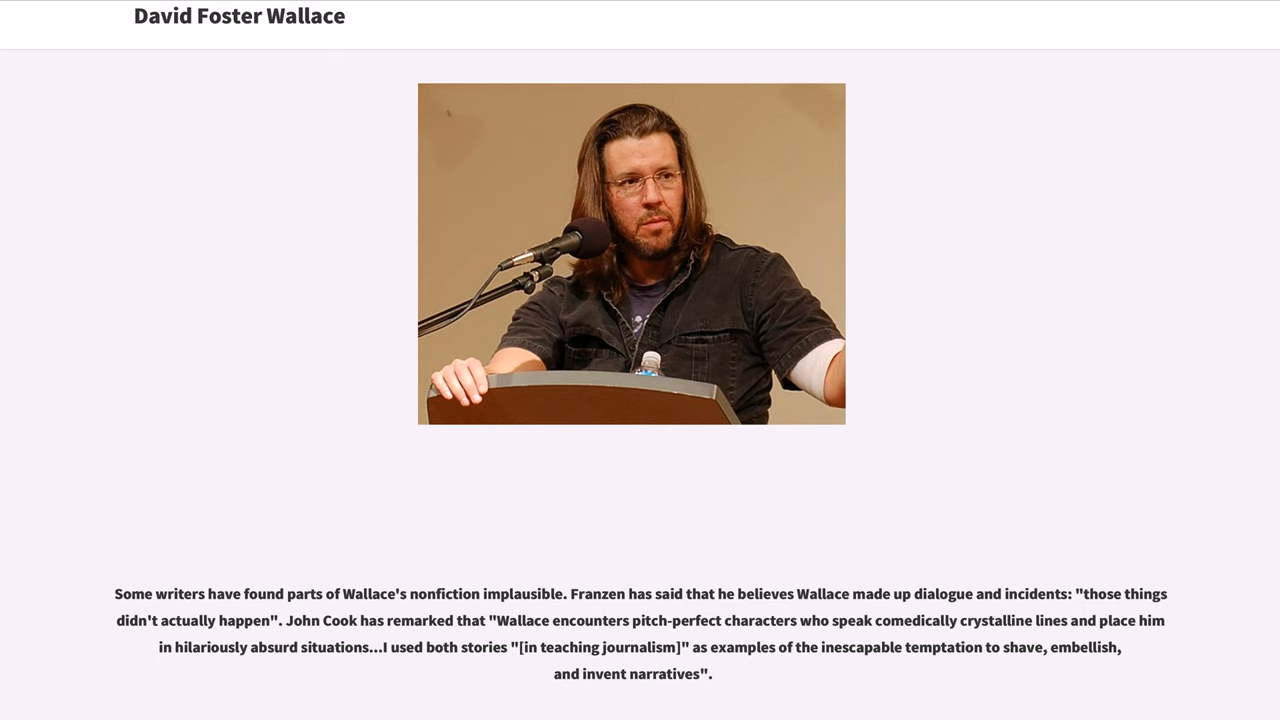 David Foster Wallace
Some writers have found parts of Wallace's nonfiction implausible. Franzen has said that he believes Wallace made up dialogue and incidents: "those things
didn't actually happen". John Cook has remarked that "Wallace encounters pitch-perfect characters who speak comedically crystalline lines and place him
in hilariously absurd situations...I used both stories "[in teaching journalism]" as examples of the inescapable temptation to shave, embellish,
and invent narratives".